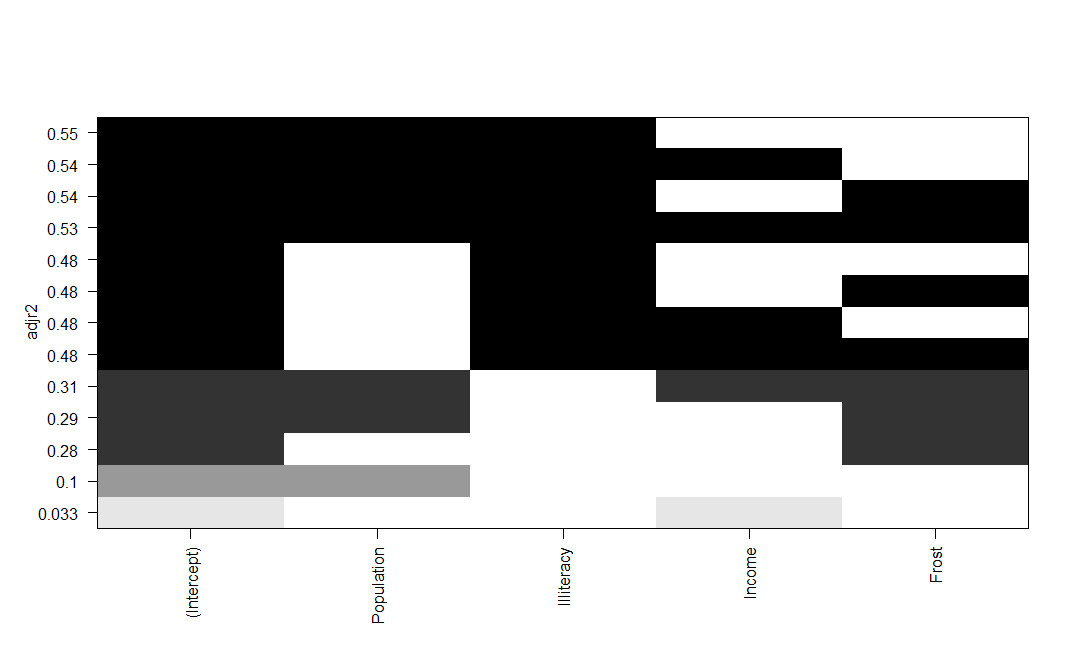 0.55
0.54
0.54
0.53
0.48
0.48
0.48
0.48
0.31
0.29
0.28
0.1
0.033
adjr2
(Intercept)
Population
Illiteracy
Income
Frost